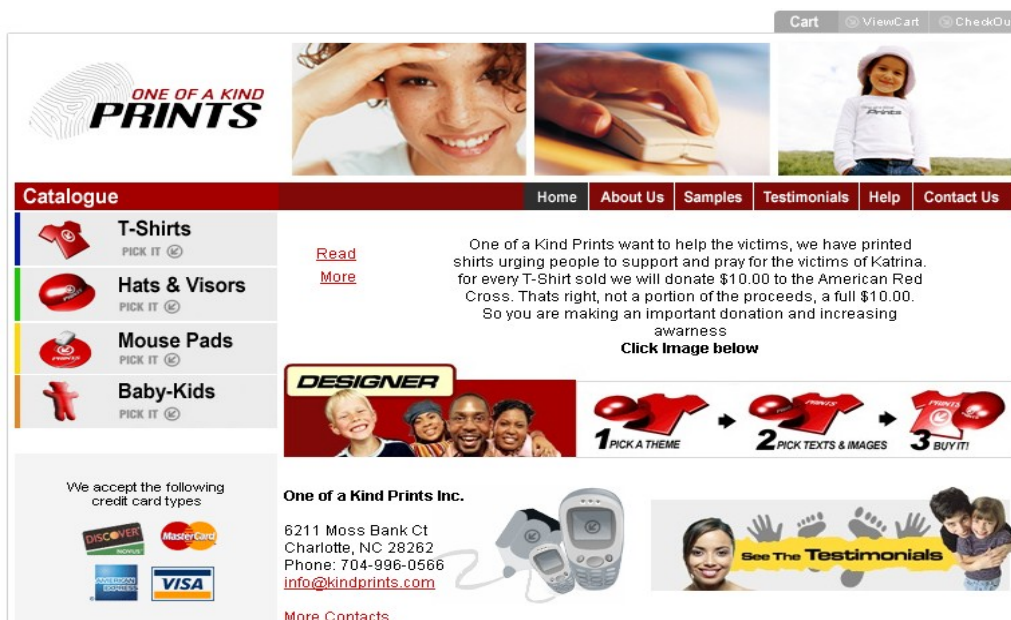 Cart ViewCart CheckOu
ONE OF A KIND
PRINTS
Prints
Catalogue
Home About Us Samples Testimonials Help Contact Us
T-Shirts
PICK IT
Hats & Visors
PICK IT
Mouse Pads
PICK IT
Baby-Kids
PICK IT
Read
More
One of a Kind Prints want to help the victims, we have printed
shirts urging people to support and pray for the victims of Katrina.
for every T-Shirt sold we will donate $10.00 to the American Red
Cross. Thats right, not a portion of the proceeds, a full $10.00.
So you are making an important donation and increasing
awarness
Click Image below
DESIGNER
1 PICK A THEME
PRINTS
2 PICK TEXTS & IMAGES
PRINTS
3 BUY IT!
We accept the following
credit card types
DISCOVER
NOVUS
MasterCard
AMERICAN
EXPRESS
VISA
One of a Kind Prints Inc.
6211 Moss Bank Ct
Charlotte, NC 28262
Phone: 704-996-0566
info@kindprints.com
More Contacts
See The Testimonials